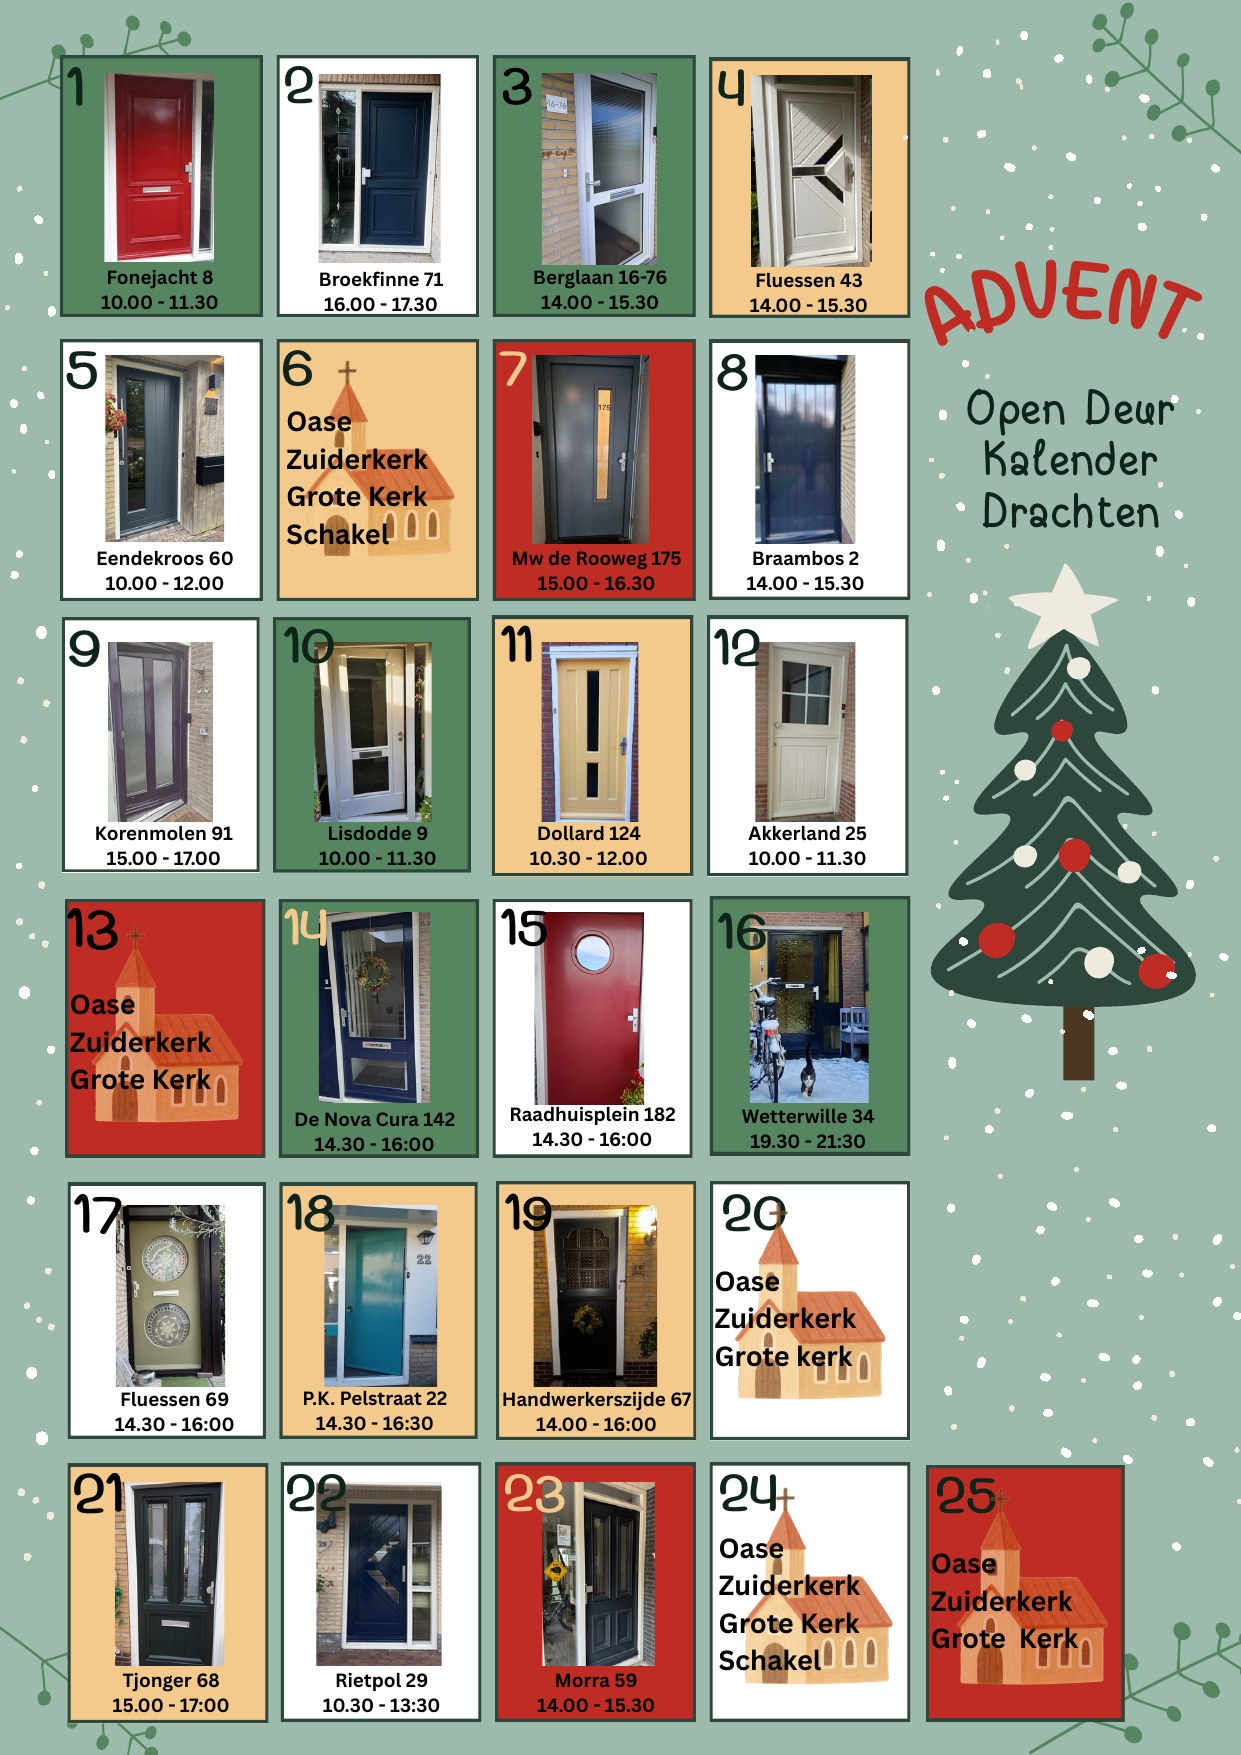 1
Fonejacht 8
10.00 - 11.30
2
Broekfinne 71
16.00 - 17.30
3
16-76
Berglaan 16-76
14.00 - 15.30
4
Fluessen 43
14.00 - 15.30
ADVENT
Open Deur
Kalender
Drachten
5
Eendekroos 60
10.00 - 12.00
6
Oase
Zuiderkerk
Grote Kerk
Schakel
7
175
Mw de Rooweg 175
15.00 - 16.30
8
Braambos 2
14.00 - 15.30
9
Korenmolen 91
15.00 - 17.00
10
Lisdodde 9
10.00 - 11.30
11
Dollard 124
10.30 - 12.00
12
Akkerland 25
10.00 - 11.30
13
Oase
Zuiderkerk
Grote Kerk
14
De Nova Cura 142
14.30 - 16:00
15
Raadhuisplein 182
14.30 - 16:00
16
Wetterwille 34
19.30 - 21:30
17
Fluessen 69
14.30 - 16:00
18
22
P.K. Pelstraat 22
14.30 - 16:30
19
Handwerkerszijde 67
14.00 - 16:00
20
Oase
Zuiderkerk
Grote kerk
21
Tjonger 68
15.00 - 17:00
22
29
Rietpol 29
10.30 - 13:30
23
Morra 59
14.00 - 15.30
24
Oase
Zuiderkerk
Grote Kerk
Schakel
25
Oase
Zuiderkerk
Grote Kerk